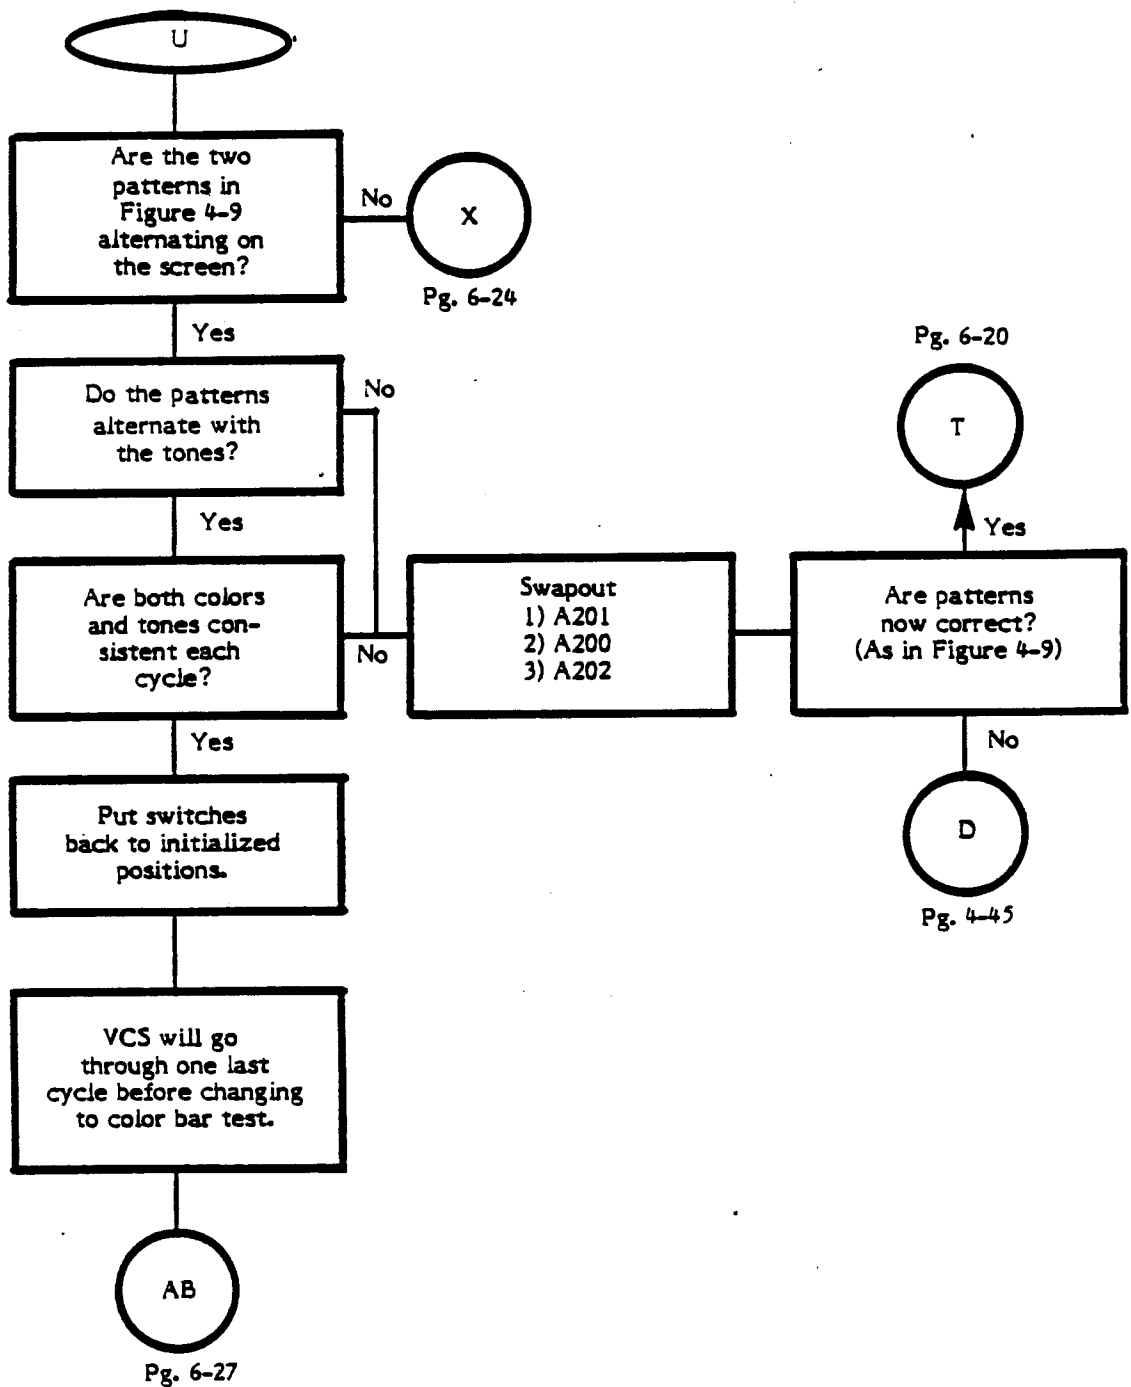 U
Are the two
patterns in
Figure 4-9
alternating on
the screen?
No
X
Pg. 6-24
Yes
Do the patterns
alternate with
the tones?
No
Yes
Are both colors
and tones con-
sistent each
cycle?
No
Swapout
1) A201
2) A200
3) A202
Are patterns
now correct?
(As in Figure 4-9)
Yes
T
Pg. 6-20
No
D
Pg. 4-45
Yes
Put switches
back to initialized
positions.
VCS will go
through one last
cycle before changing
to color bar test.
AB
Pg. 6-27